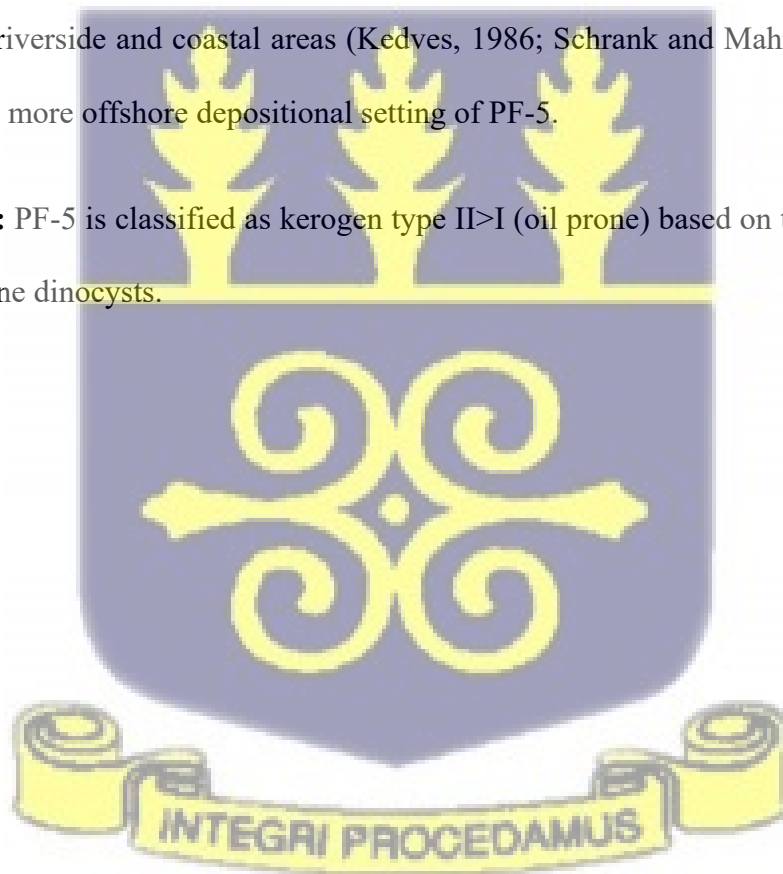 riverside and coastal areas (Kedves, 1986; Schrank and Mah
more offshore depositional setting of PF-5.
: PF-5 is classified as kerogen type II>I (oil prone) based on
ne dinocysts.
INTEGRI PROCEDAMUS